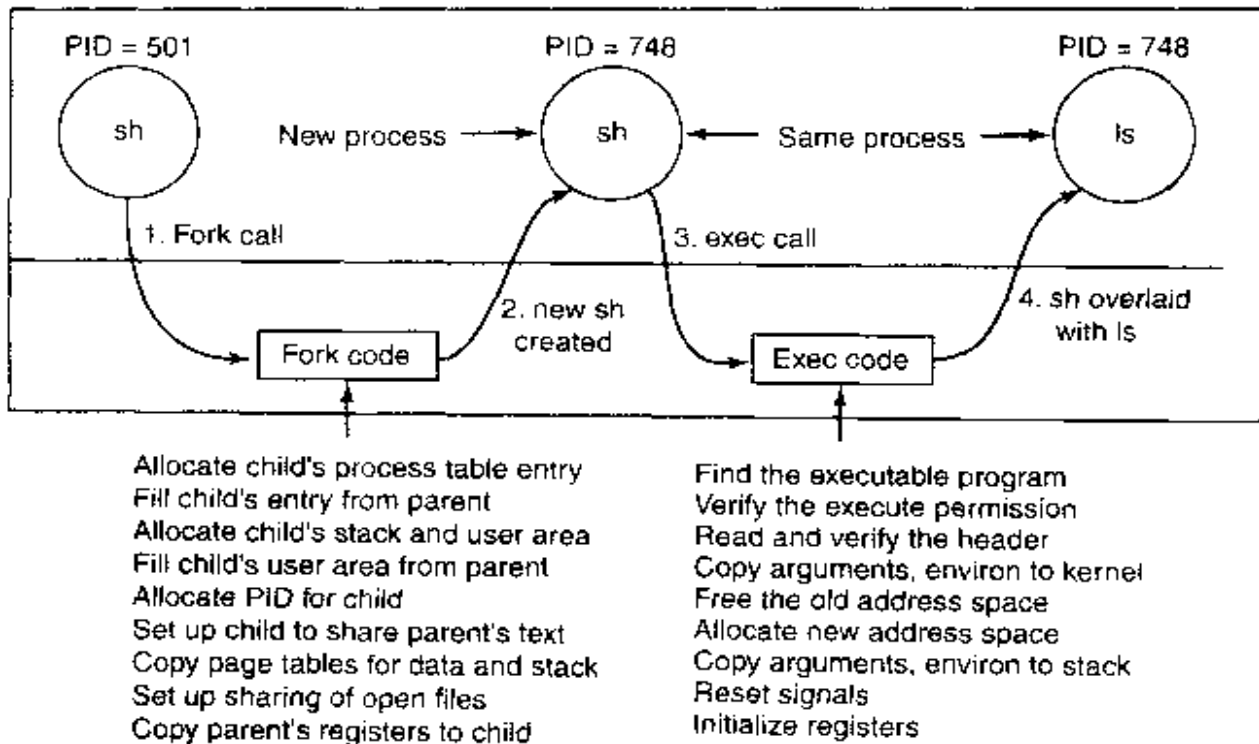 PID = 501
PID = 748
PID = 748
sh
New process
sh
Same process
ls
1. Fork call
3. exec call
2. new sh
created
4. sh overlaid
with ls
Fork code
Exec code
Allocate child's process table entry
Fill child's entry from parent
Allocate child's stack and user area
Fill child's user area from parent
Allocate PID for child
Set up child to share parent's text
Copy page tables for data and stack
Set up sharing of open files
Copy parent's registers to child
Find the executable program
Verify the execute permission
Read and verify the header
Copy arguments, environ to kernel
Free the old address space
Allocate new address space
Copy arguments, environ to stack
Reset signals
Initialize registers